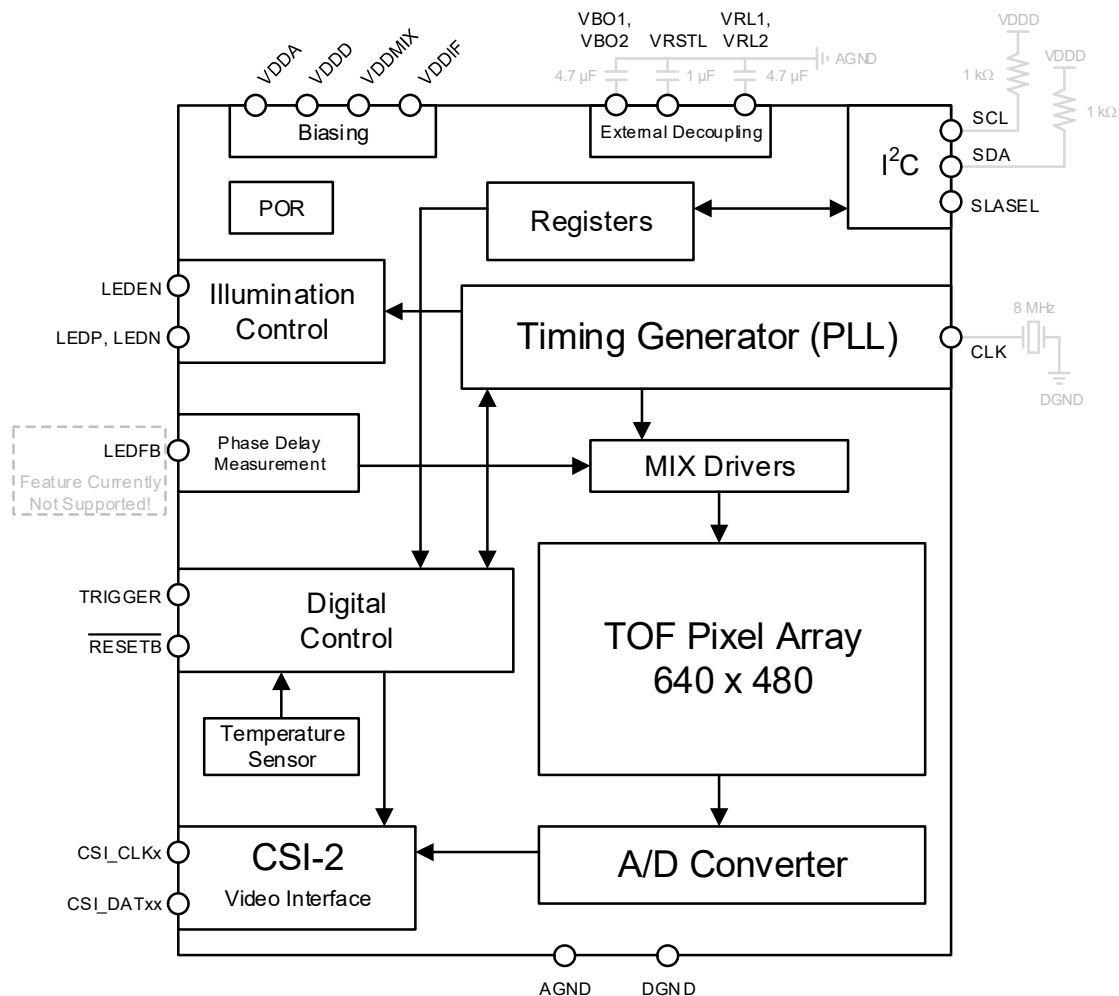 VDDA
VDDD
VDDMIX
VDDIF
VBO1,
VBO2
VRSTL
VRL1,
VRL2
4.7 µF
1 µF
4.7 µF
AGND
VDDD
VDDD
1 kΩ
1 kΩ
Biasing
External Decoupling
I²C
SCL
SDA
SLASEL
POR
Registers
LEDEN
LEDP, LEDN
Illumination
Control
Timing Generator (PLL)
CLK
8 MHz
DGND
LEDFB
Feature Currently
Not Supported!
Phase Delay
Measurement
MIX Drivers
TRIGGER
RESETB
Digital
Control
TOF Pixel Array
640 x 480
Temperature
Sensor
CSI_CLKx
CSI_DATxx
CSI-2
Video Interface
A/D Converter
AGND
DGND